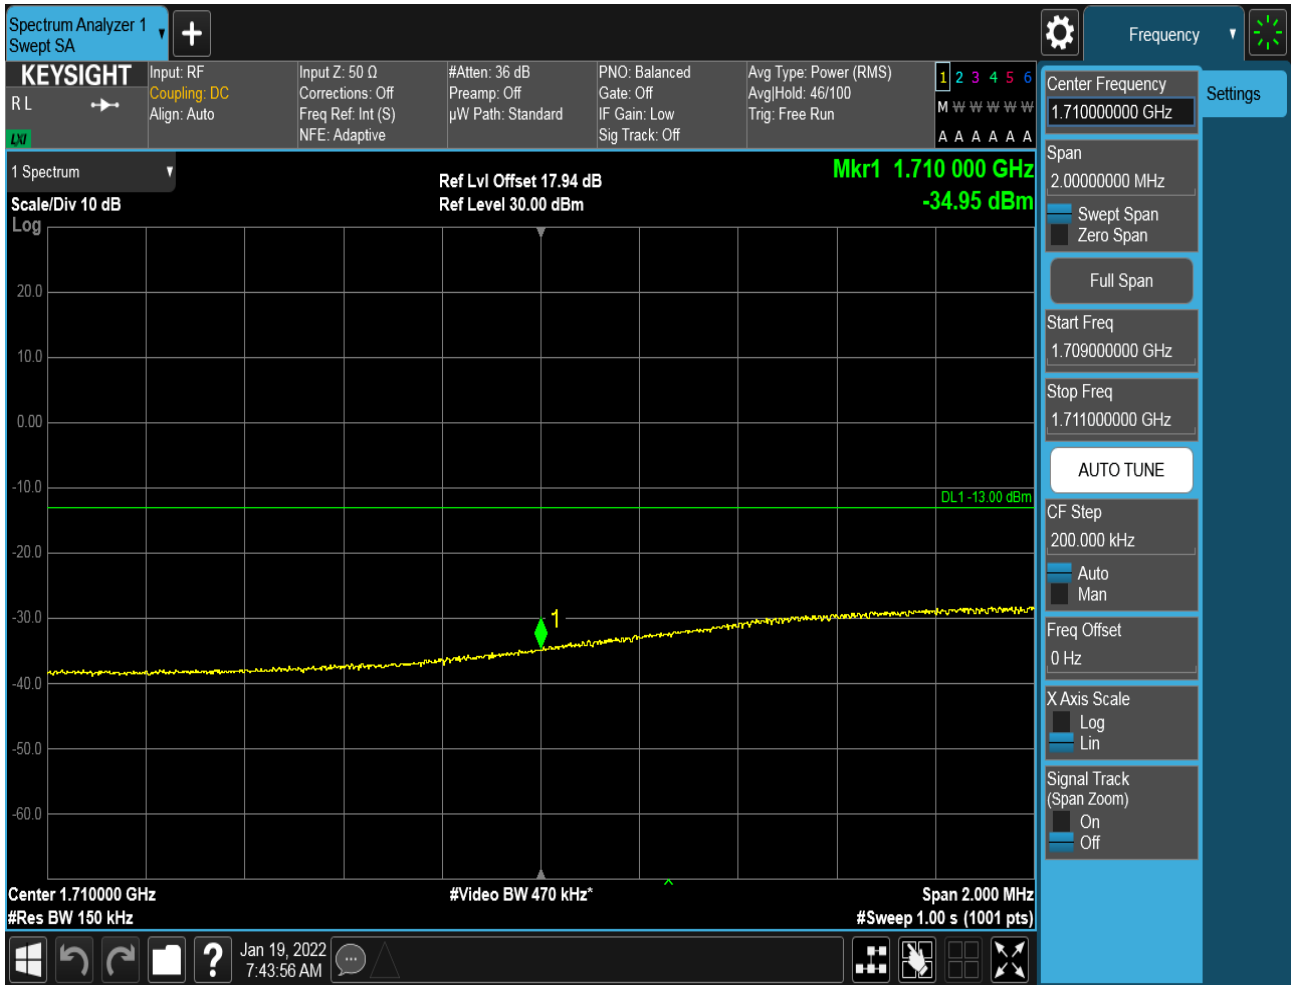 Spectrum Analyzer 1
Swept SA
Frequency
KEYSIGHT
R L
LXI
Input: RF
Coupling: DC
Align: Auto
Input Z: 50 Ω
Corrections: Off
Freq Ref: Int (S)
NFE: Adaptive
#Atten: 36 dB
Preamp: Off
µW Path: Standard
PNO: Balanced
Gate: Off
IF Gain: Low
Sig Track: Off
Avg Type: Power (RMS)
Avg|Hold: 46/100
Trig: Free Run
1 2 3 4 5 6
M W W W W W
A A A A A A
1 Spectrum
Scale/Div 10 dB
Log
Ref Lvl Offset 17.94 dB
Ref Level 30.00 dBm
Mkr1 1.710 000 GHz
-34.95 dBm
20.0
10.0
0.00
-10.0
DL1 -13.00 dBm
-20.0
-30.0
1
-40.0
-50.0
-60.0
Center 1.710000 GHz
#Video BW 470 kHz*
Span 2.000 MHz
#Res BW 150 kHz
#Sweep 1.00 s (1001 pts)
?
Jan 19, 2022
7:43:56 AM
Center Frequency
1.710000000 GHz
Settings
Span
2.00000000 MHz
Swept Span
Zero Span
Full Span
Start Freq
1.709000000 GHz
Stop Freq
1.711000000 GHz
AUTO TUNE
CF Step
200.000 kHz
Auto
Man
Freq Offset
0 Hz
X Axis Scale
Log
Lin
Signal Track
(Span Zoom)
On
Off